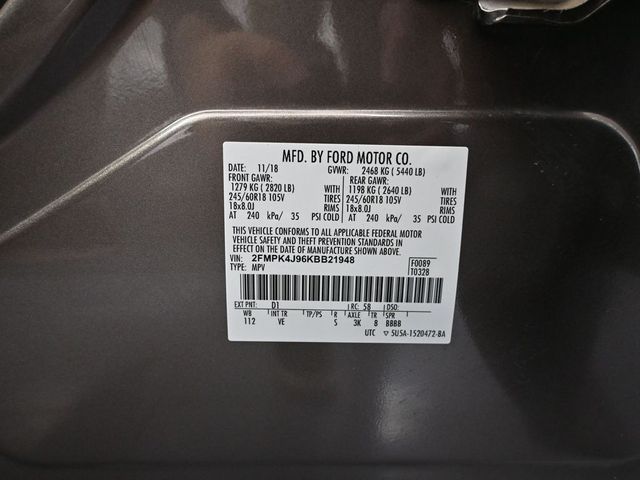 MFD. BY FORD MOTOR CO.
DATE: 11/18 GVWR: 2468 KG ( 5440 LB)
FRONT GAWR: REAR GAWR:
1279 KG ( 2820 LB) WITH 1198 KG ( 2640 LB) WITH
245/60R18 105V TIRES 245/60R18 105V TIRES
18x8.0J RIMS 18x8.0J RIMS
AT 240 kPa/ 35 PSI COLD AT 240 kPa/ 35 PSI COLD
THIS VEHICLE CONFORMS TO ALL APPLICABLE FEDERAL MOTOR
VEHICLE SAFETY AND THEFT PREVENTION STANDARDS IN
EFFECT ON THE DATE OF MANUFACTURE SHOWN ABOVE.
VIN: 2FMPK4J96KBB21948 F0089
TYPE: MPV T0328
EXT PNT: D1 RC: 58 DSO:
WB INT TR TP/PS R AXLE TR SPR
112 VE S 3K 8 BBBB
UTC ▽ 5U5A-1520472-BA